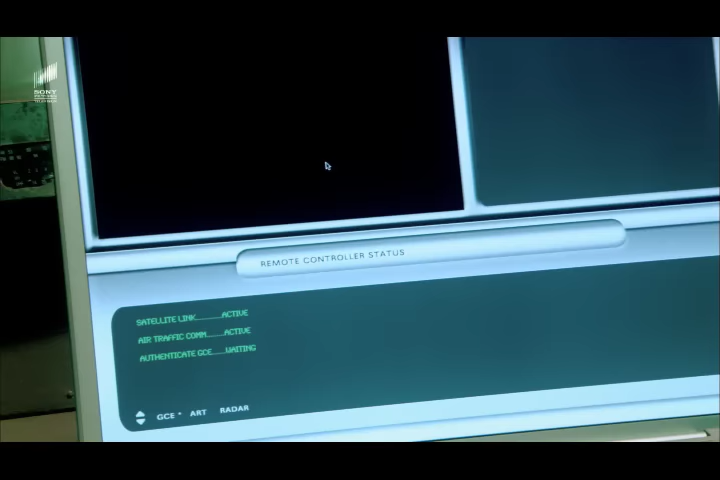 SONY
REMOTE CONTROLLER STATUS
SATELLITE LINK........ACTIVE
AIR TRAFFIC COMM.....ACTIVE
AUTHENTICATE GCE....WAITING
GCE * ART RADAR